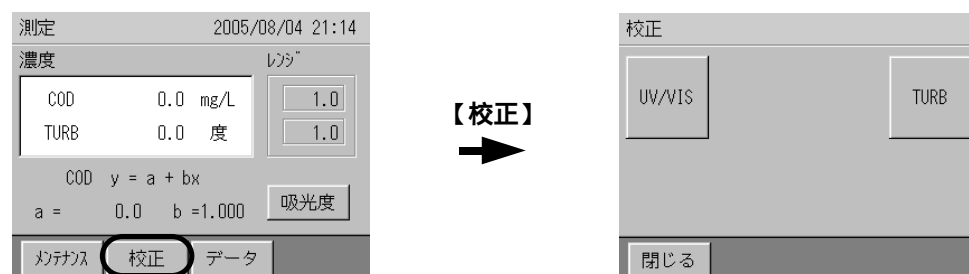 測定 2005/08/04 21:14
濃度 ﾚﾝｼﾞ
COD 0.0 mg/L 1.0
TURB 0.0 度 1.0
COD y = a + bx
a = 0.0 b =1.000 吸光度
ﾒﾝﾃﾅﾝｽ 校正 データ
【校正】
校正
UV/VIS TURB
閉じる